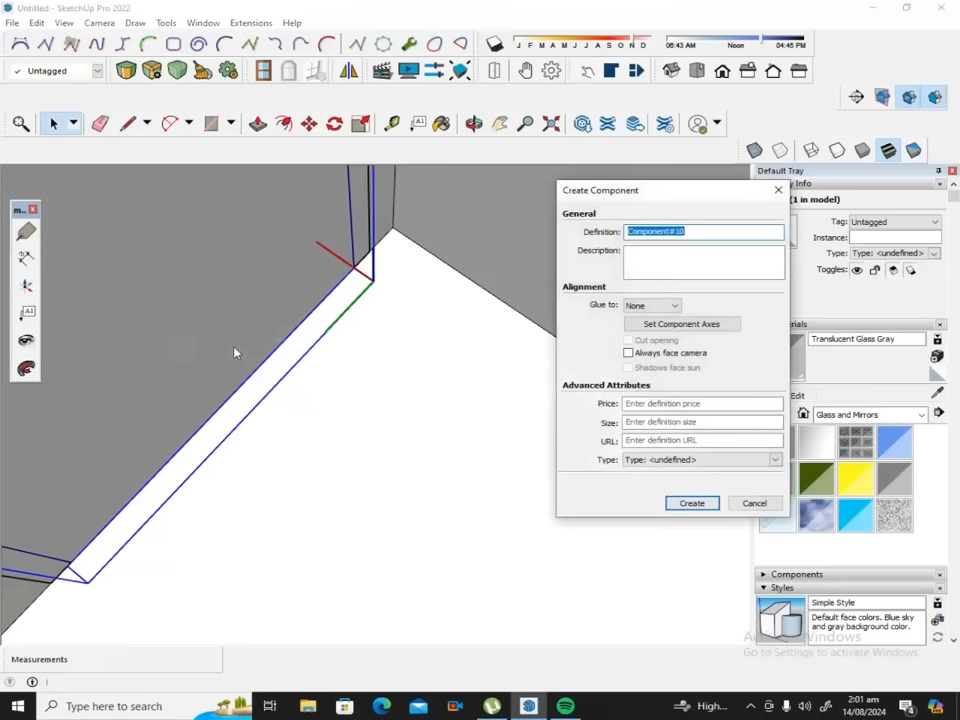 Untitled - SketchUp Pro 2022
File Edit View Camera Draw Tools Window Extensions Help
J F M A M J J A S O N D
06:43 AM Noon 04:45 PM
Untagged
Default Tray
Create Component
(1 in model)
General
Tag: Untagged
Definition: Component#10
Instance:
Description:
Type: Type: <undefined>
Toggles:
Alignment
Glue to: None
Set Component Axes
Cut opening
Translucent Glass Gray
Always face camera
Shadows face sun
Advanced Attributes
Edit
Price: Enter definition price
Glass and Mirrors
Size: Enter definition size
URL: Enter definition URL
Type: Type: <undefined>
Create Cancel
Components
Styles
Simple Style
Default face colors. Blue sky
and gray background color.
Activate Windows
Go to Settings to activate Windows.
Measurements
Type here to search
High...
2:01 am
14/08/2024